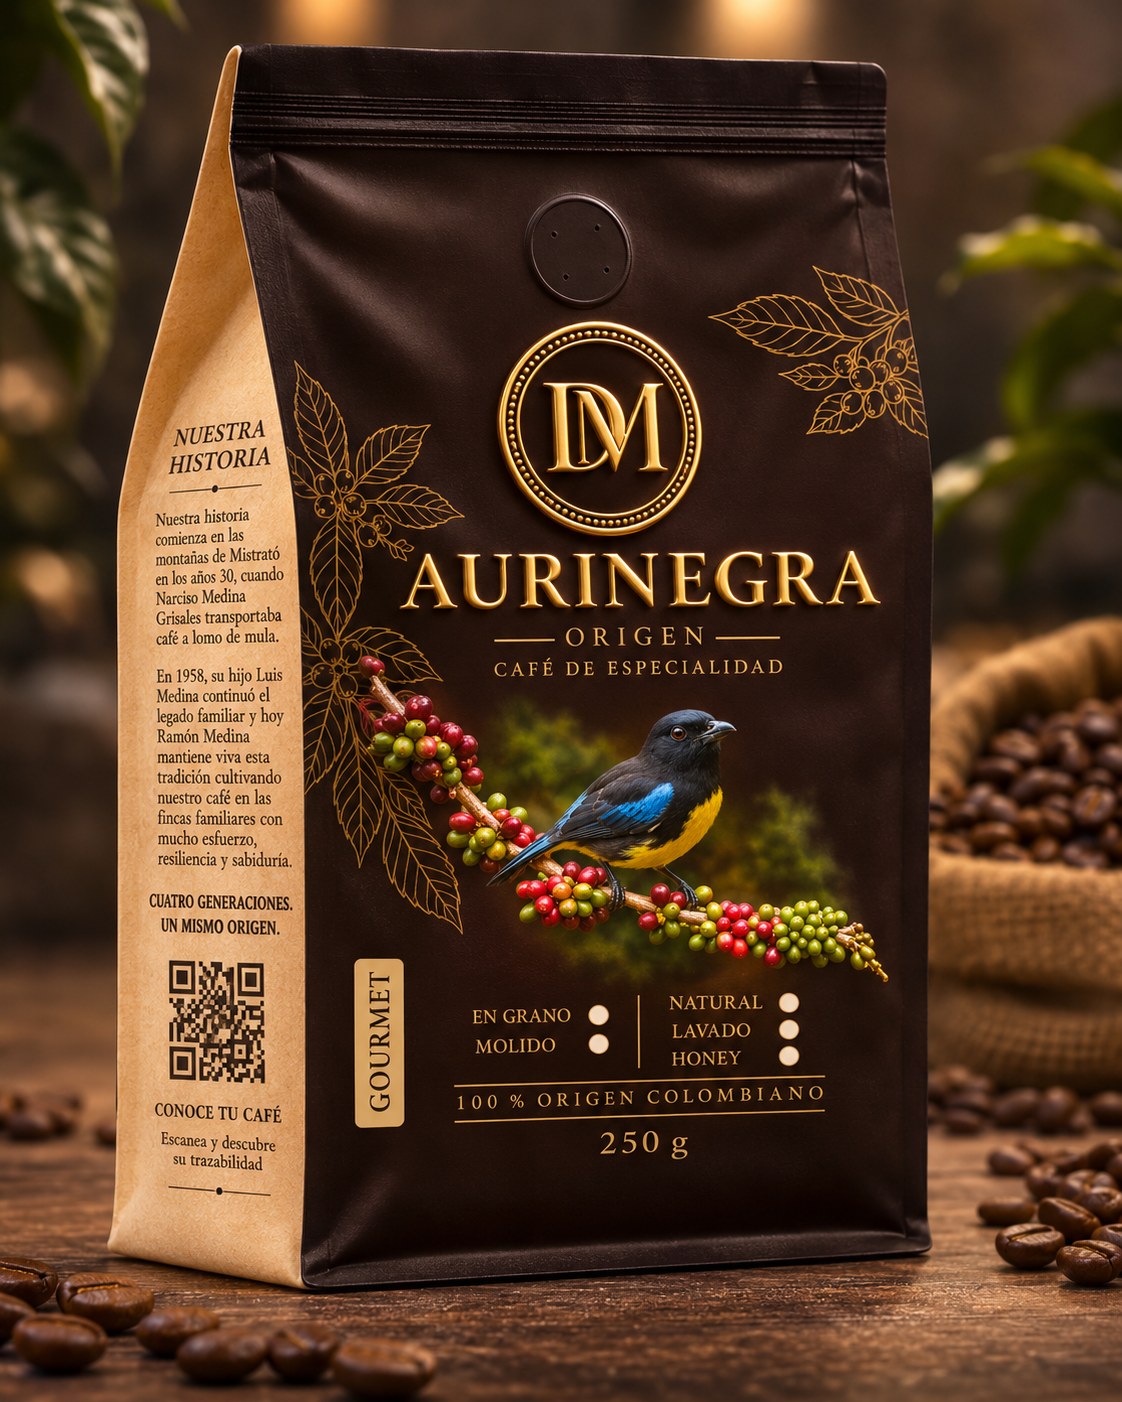 NUESTRA
HISTORIA
Nuestra historia
comienza en las
montañas de Mistrató
en los años 30, cuando
Narciso Medina
Grisales transportaba
café a lomo de mula.
En 1958, su hijo Luis
Medina continuó el
legado familiar y hoy
Ramón Medina
mantiene viva esta
tradición cultivando
nuestro café en las
fincas familiares con
mucho esfuerzo,
resiliencia y sabiduría.
CUATRO GENERACIONES.
UN MISMO ORIGEN.
CONOCE TU CAFÉ
Escanea y descubre
su trazabilidad
DM
AURINEGRA
ORIGEN
CAFÉ DE ESPECIALIDAD
GOURMET
EN GRANO
MOLIDO
NATURAL
LAVADO
HONEY
100 % ORIGEN COLOMBIANO
250 g